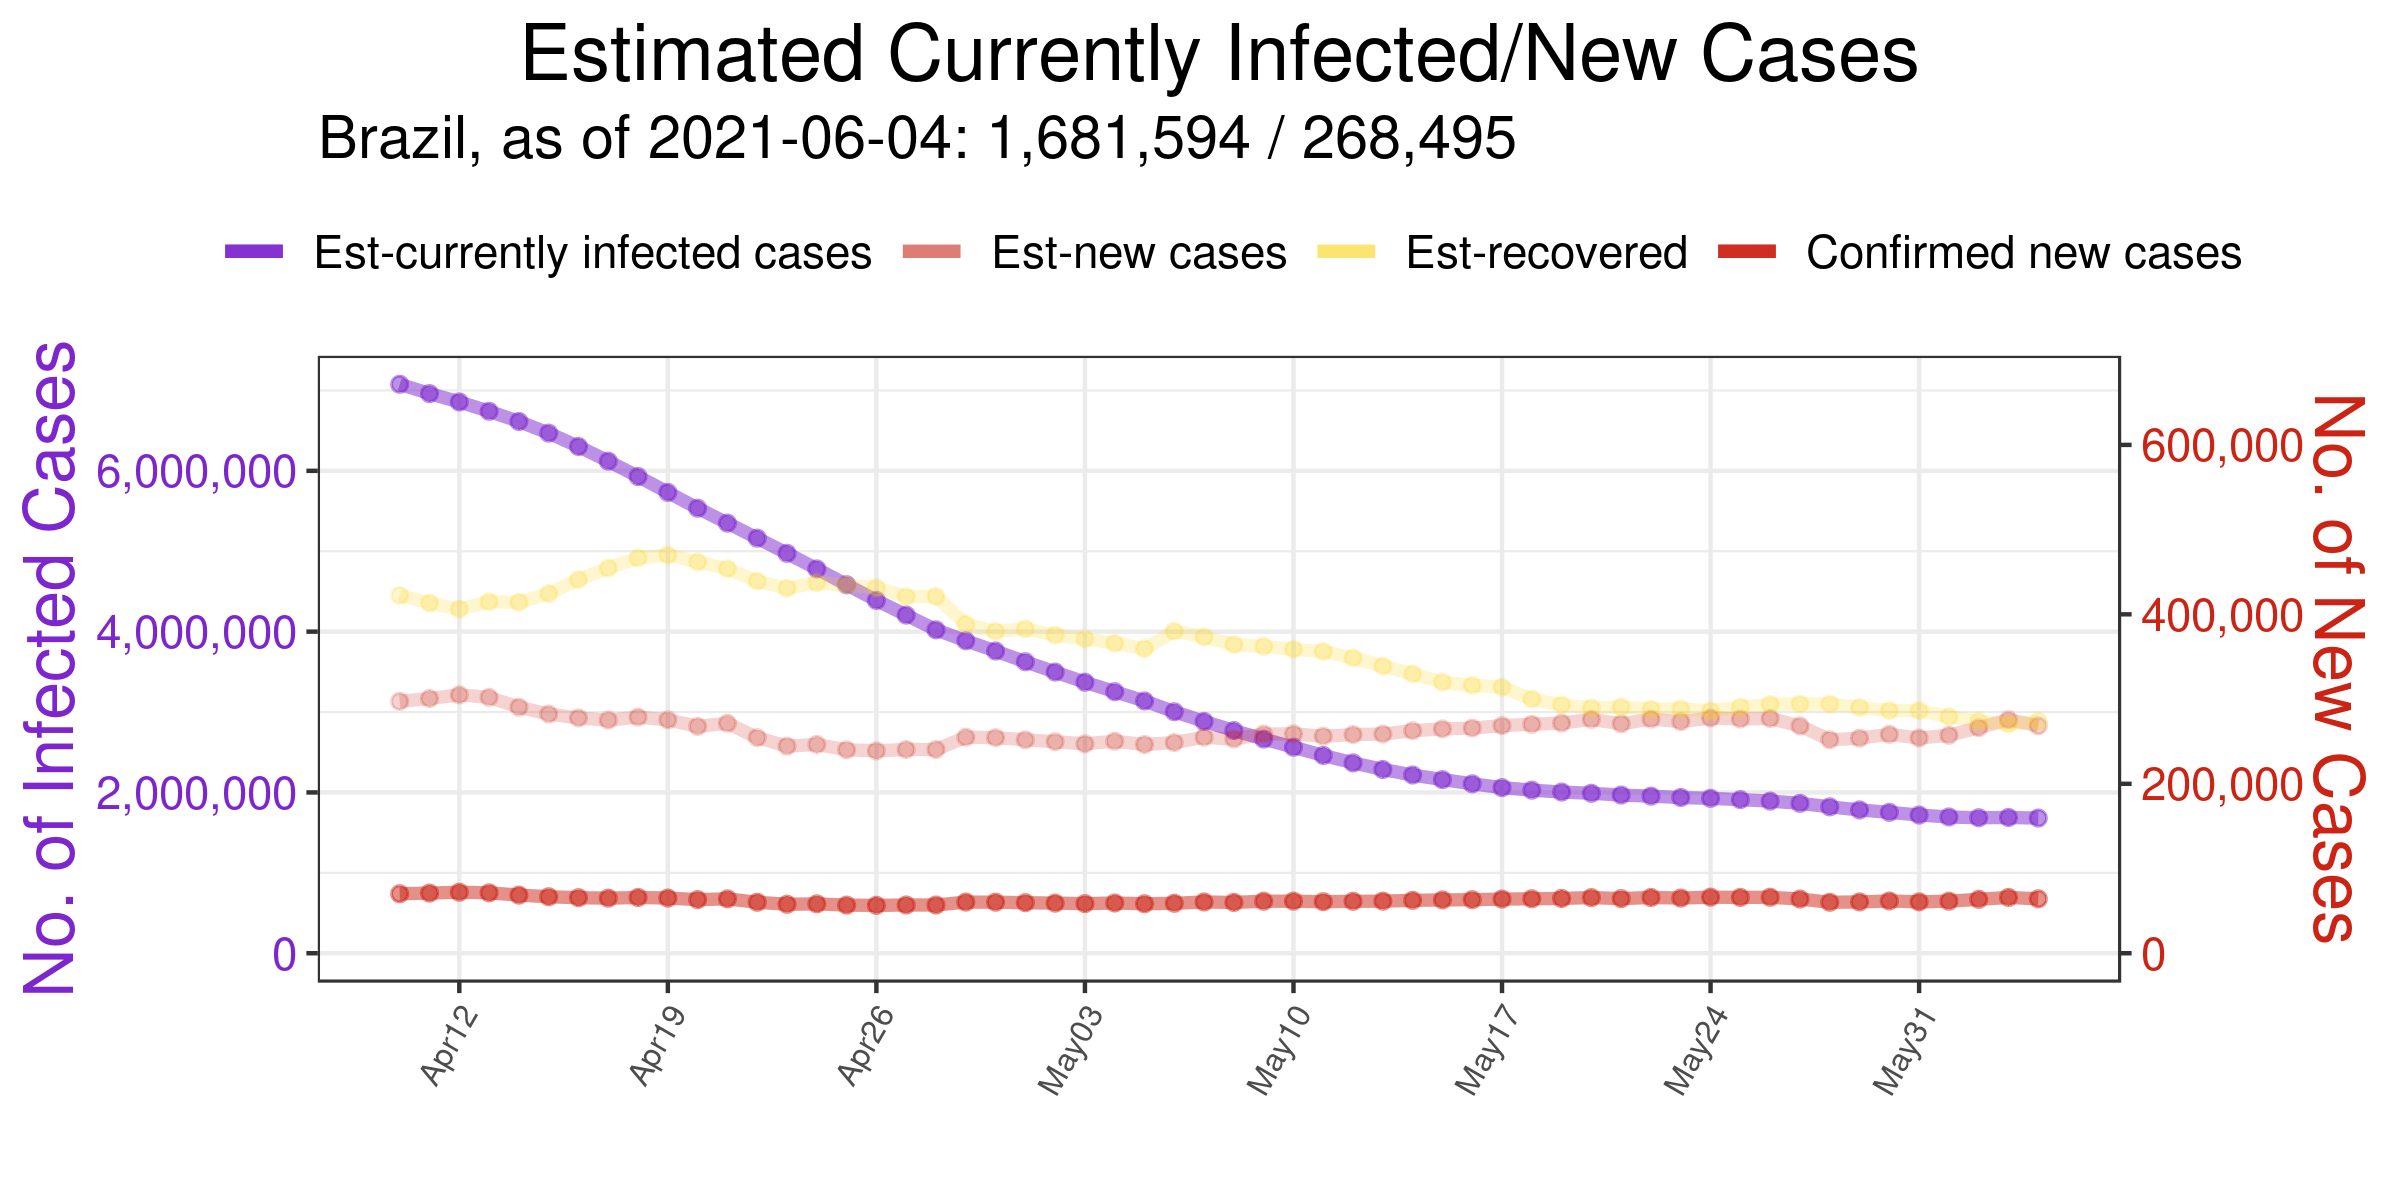 Estimated Currently Infected/New Cases
Brazil, as of 2021-06-04: 1,681,594 / 268,495
Est-currently infected cases Est-new cases Est-recovered Confirmed new cases
No. of Infected Cases
6,000,000
4,000,000
2,000,000
0
600,000
400,000
200,000
0
No. of New Cases
Apr12 Apr19 Apr26 May03 May10 May17 May24 May31